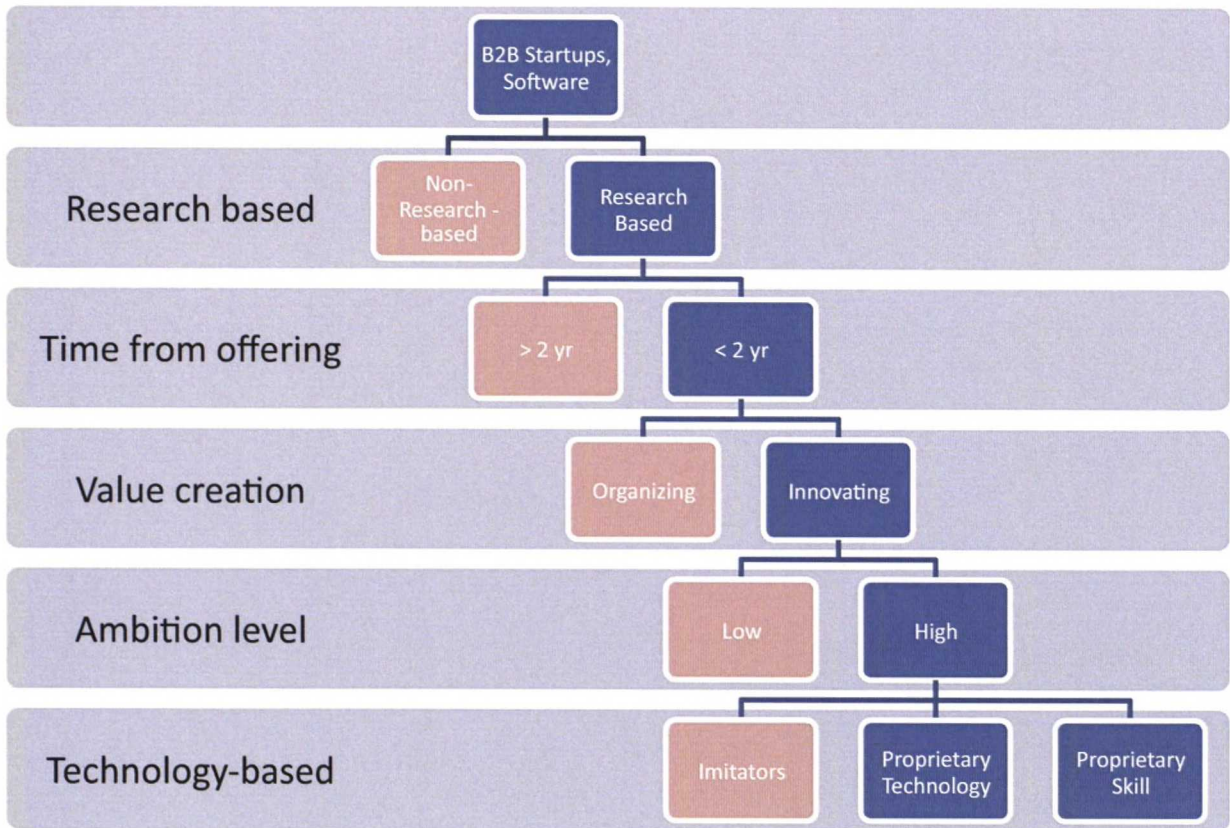 B2B Startups,
Software
Research based
Non-
Research -
based
Research
Based
Time from offering
> 2 yr
< 2 yr
Value creation
Organizing
Innovating
Ambition level
Low
High
Technology-based
Imitators
Proprietary
Technology
Proprietary
Skill